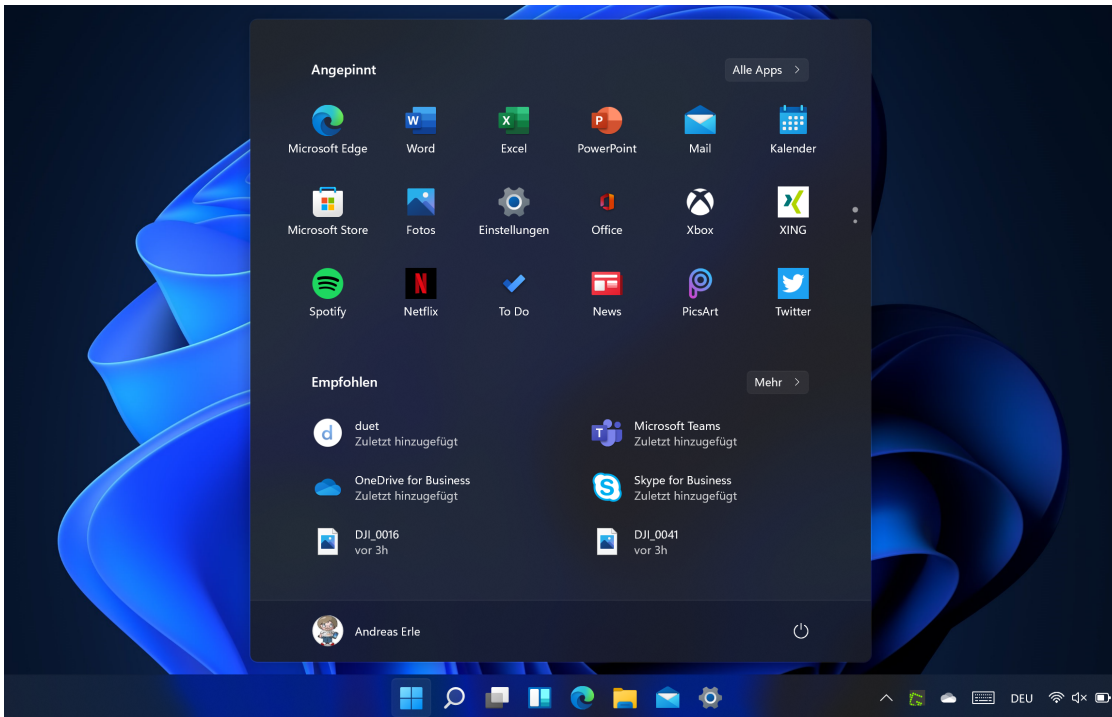 Angepinnt
Alle Apps
Microsoft Edge
Word
Excel
PowerPoint
Mail
Kalender
Microsoft Store
Fotos
Einstellungen
Office
Xbox
XING
Spotify
Netflix
To Do
News
PicsArt
Twitter
Empfohlen
Mehr
duet
Zuletzt hinzugefügt
Microsoft Teams
Zuletzt hinzugefügt
OneDrive for Business
Zuletzt hinzugefügt
Skype for Business
Zuletzt hinzugefügt
DJI_0016
vor 3h
DJI_0041
vor 3h
Andreas Erle
DEU